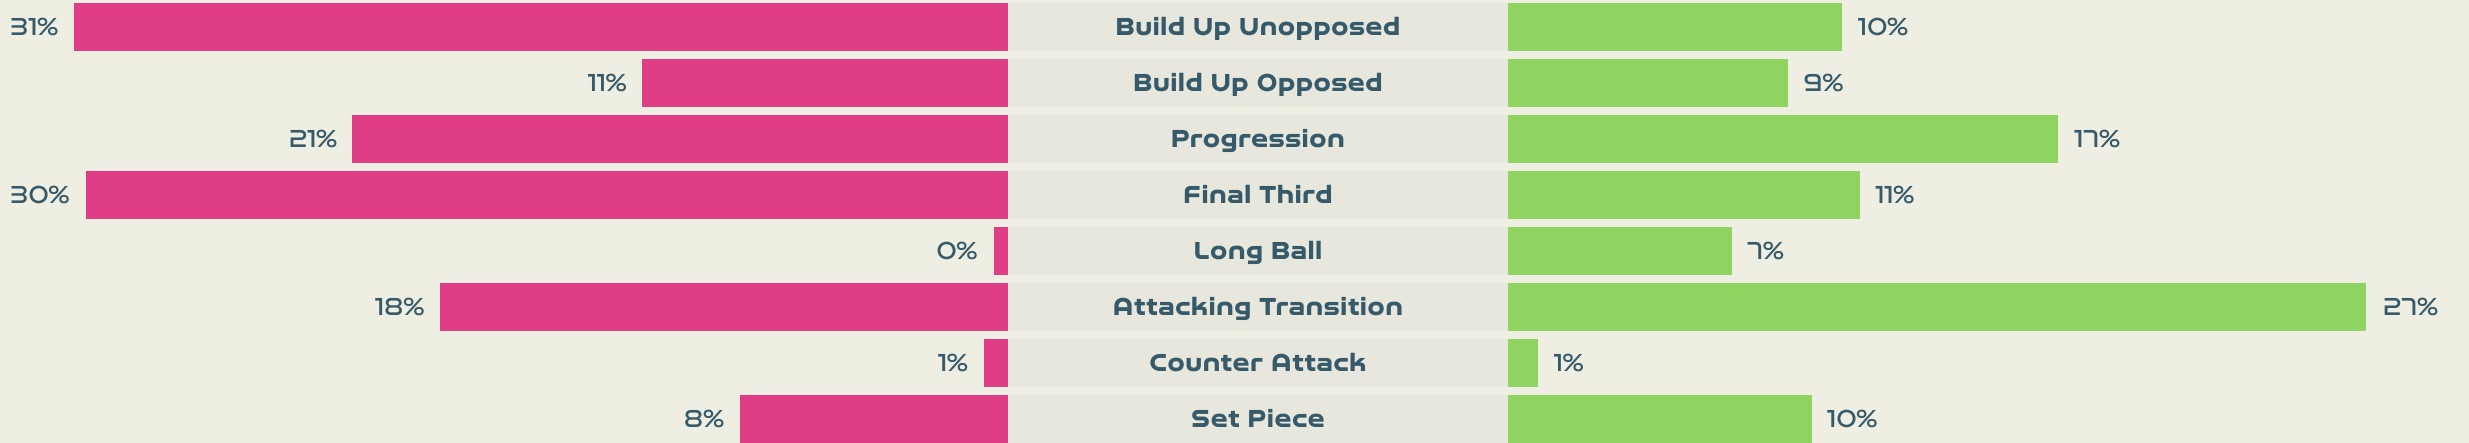 31% Build Up Unopposed 10%
11% Build Up Opposed 9%
21% Progression 17%
30% Final Third 11%
0% Long Ball 7%
18% Attacking Transition 27%
1% Counter Attack 1%
8% Set Piece 10%